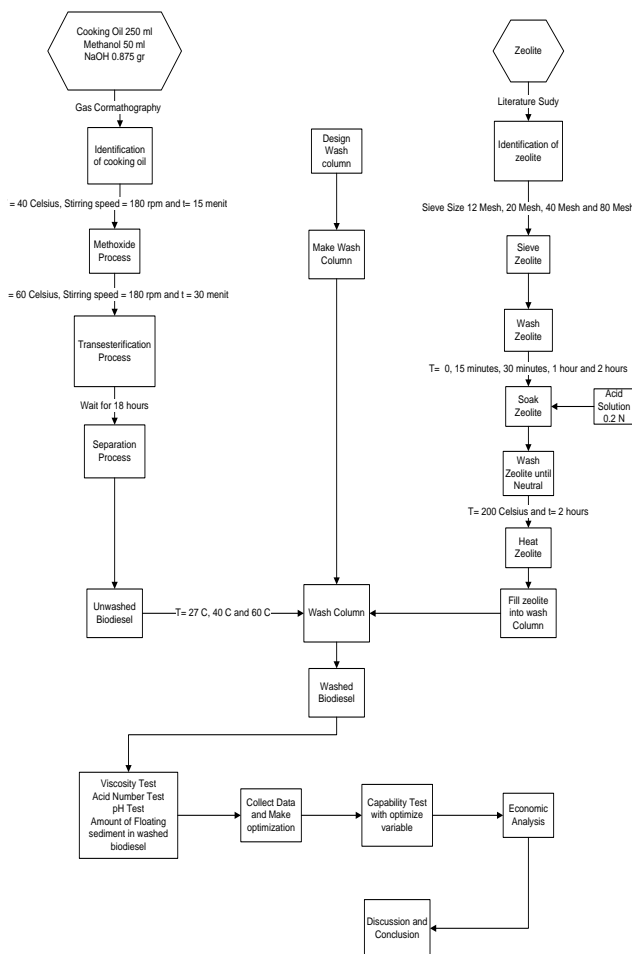 Cooking Oil 250 ml
Methanol 50 ml
NaOH 0.875 gr
Gas Cormathography
Identification
of cooking oil
= 40 Celsius, Stirring speed = 180 rpm and t= 15 menit
Methoxide
Process
= 60 Celsius, Stirring speed = 180 rpm and t = 30 menit
Transesterification
Process
Wait for 18 hours
Separation
Process
Unwashed
Biodiesel
T= 27 C, 40 C and 60 C
Design
Wash
column
Make Wash
Column
Wash Column
Zeolite
Literature Sudy
Identification of
zeolite
Sieve Size 12 Mesh, 20 Mesh, 40 Mesh and 80 Mesh
Sieve
Zeolite
Wash
Zeolite
T= 0, 15 minutes, 30 minutes, 1 hour and 2 hours
Soak
Zeolite
Acid
Solution
0.2 N
Wash
Zeolite until
Neutral
T= 200 Celsius and t= 2 hours
Heat
Zeolite
Fill zeolite
into wash
Column
Washed
Biodiesel
Viscosity Test
Acid Number Test
pH Test
Amount of Floating
sediment in washed
biodiesel
Collect Data
and Make
optimization
Capability Test
with optimize
variable
Economic
Analysis
Discussion and
Conclusion